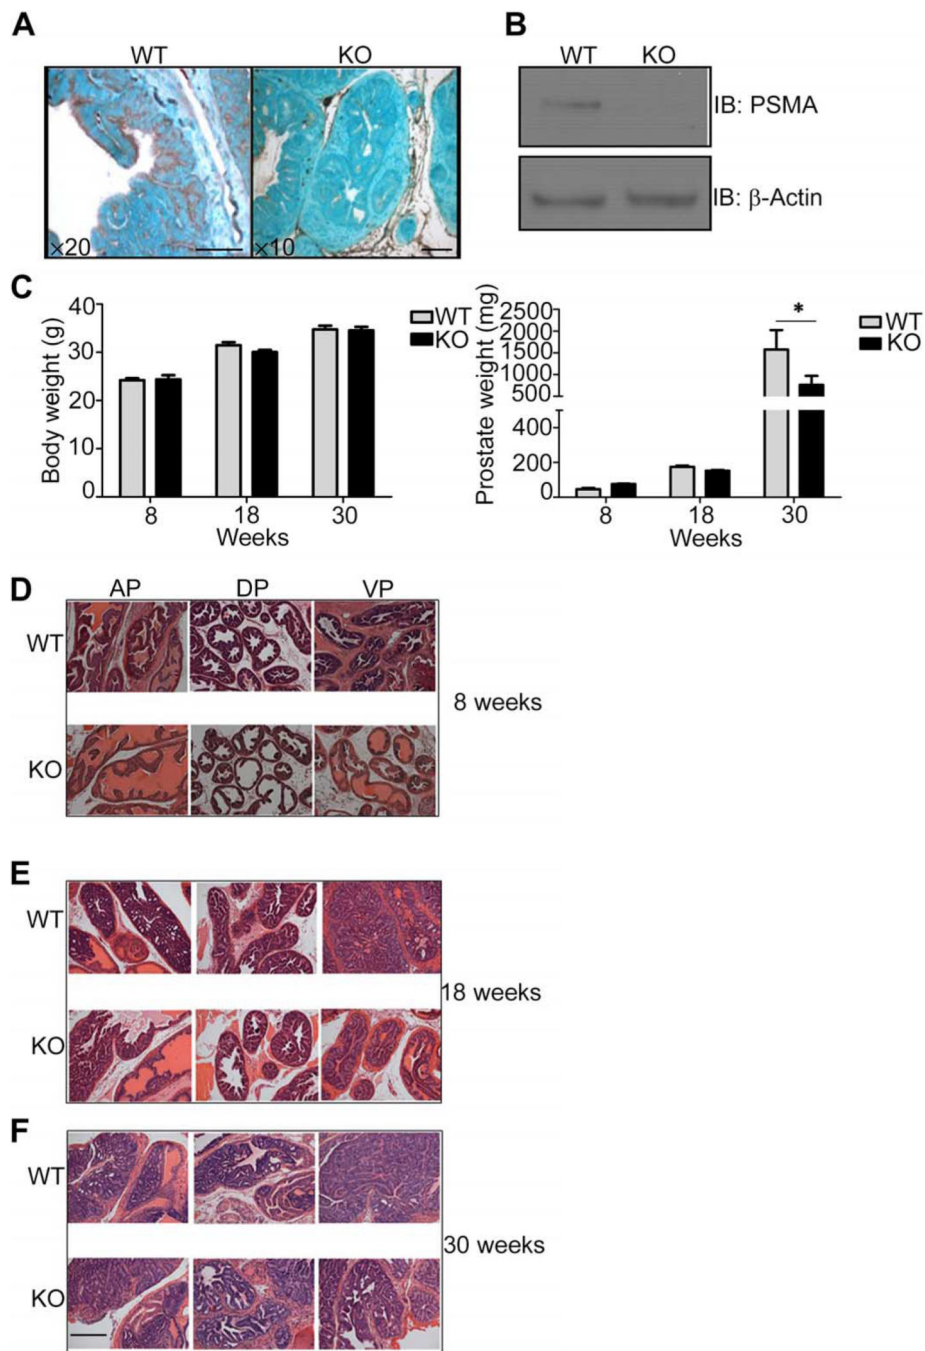 A
WT KO
×20 ×10
B
WT KO
IB: PSMA
IB: β-Actin
C
Body weight (g)
40
30
20
10
0
8 18 30
Weeks
WT
KO
Prostate weight (mg)
2500
2000
1500
1000
500
400
200
0
*
8 18 30
Weeks
WT
KO
D
AP DP VP
WT
8 weeks
KO
E
WT
18 weeks
KO
F
WT
30 weeks
KO